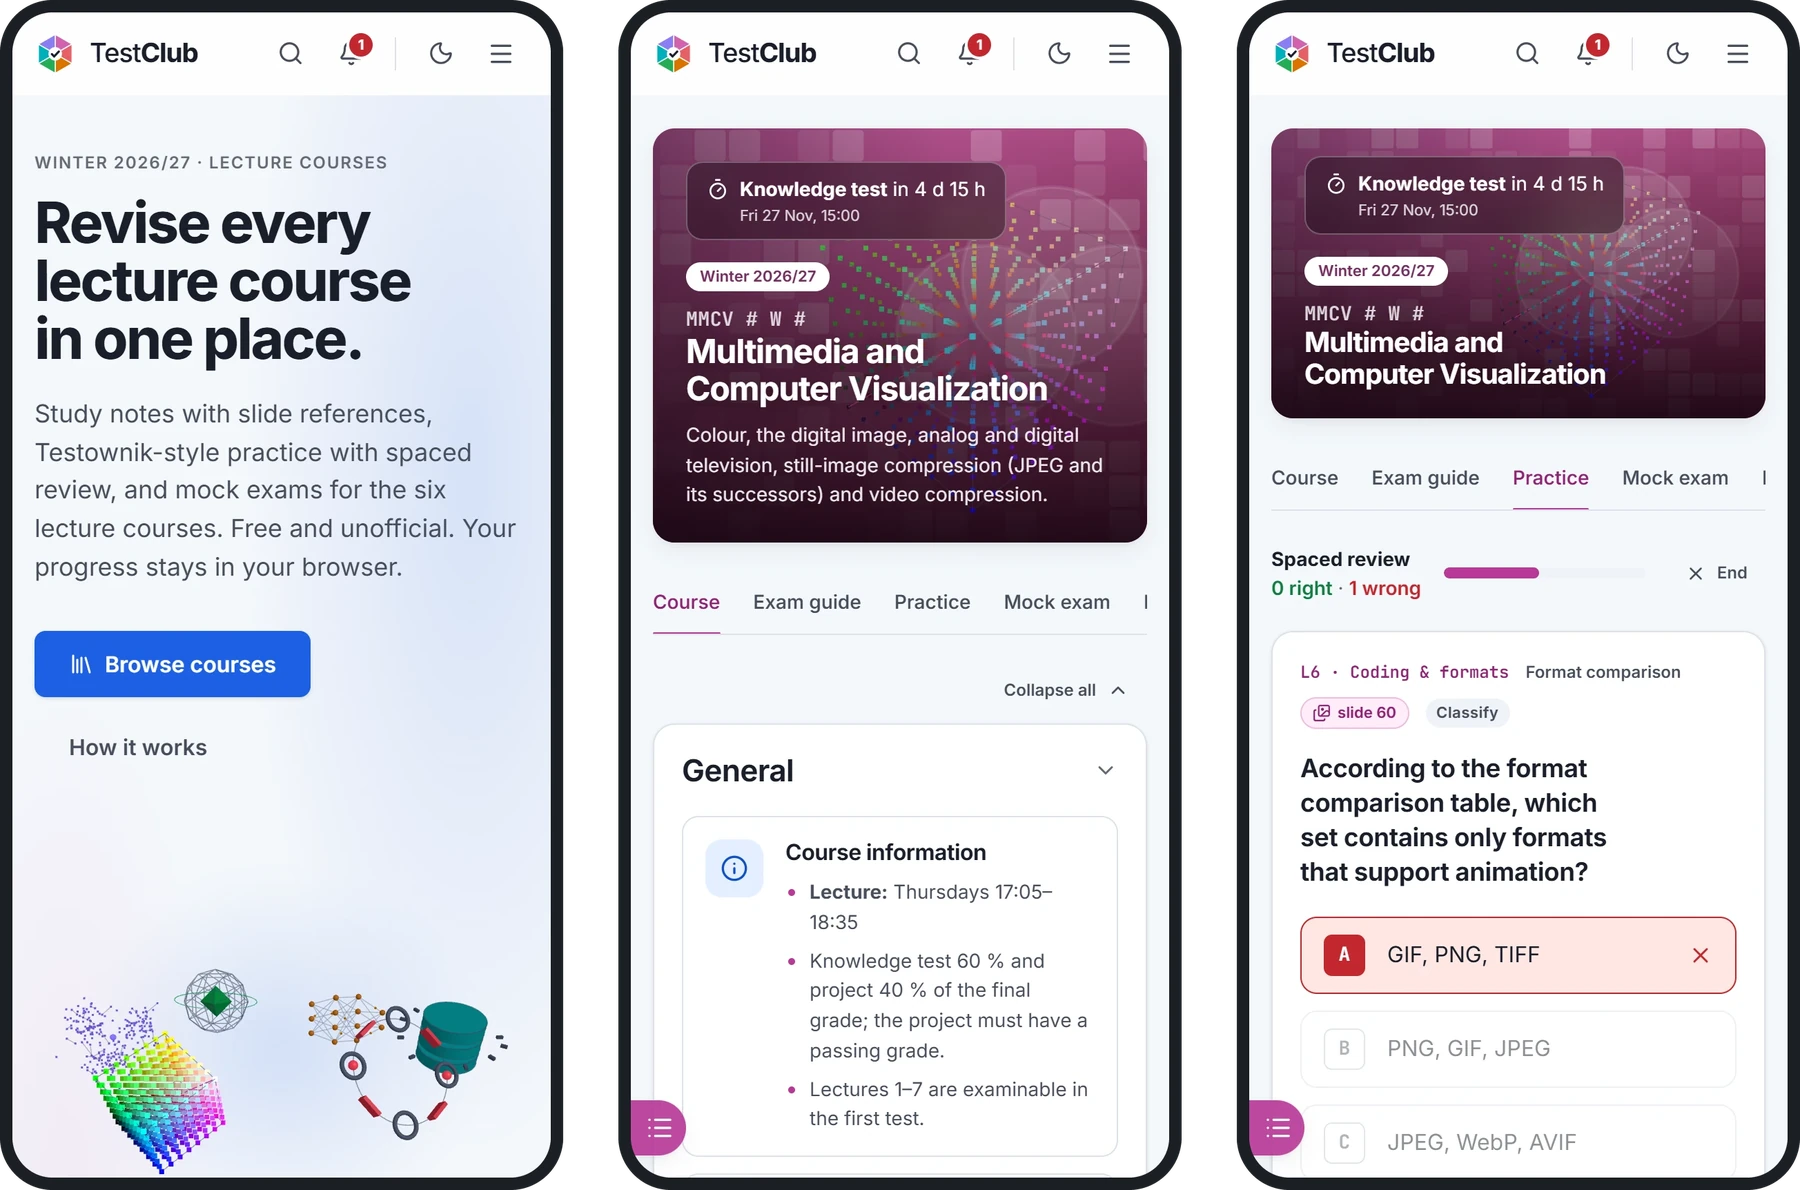 TestClub
1
WINTER 2026/27 · LECTURE COURSES
Revise every
lecture course
in one place.
Study notes with slide references,
Testownik-style practice with spaced
review, and mock exams for the six
lecture courses. Free and unofficial. Your
progress stays in your browser.
Browse courses
How it works
TestClub
1
Knowledge test in 4 d 15 h
Fri 27 Nov, 15:00
Winter 2026/27
MMCV # W #
Multimedia and
Computer Visualization
Colour, the digital image, analog and digital
television, still-image compression (JPEG and
its successors) and video compression.
Course Exam guide Practice Mock exam
Collapse all
General
Course information
• Lecture: Thursdays 17:05–
18:35
• Knowledge test 60 % and
project 40 % of the final
grade; the project must have a
passing grade.
• Lectures 1–7 are examinable in
the first test.
TestClub
1
Knowledge test in 4 d 15 h
Fri 27 Nov, 15:00
Winter 2026/27
MMCV # W #
Multimedia and
Computer Visualization
Course Exam guide Practice Mock exam
Spaced review
0 right · 1 wrong
End
L6 · Coding & formats Format comparison
slide 60 Classify
According to the format
comparison table, which
set contains only formats
that support animation?
A GIF, PNG, TIFF
B PNG, GIF, JPEG
C JPEG, WebP, AVIF